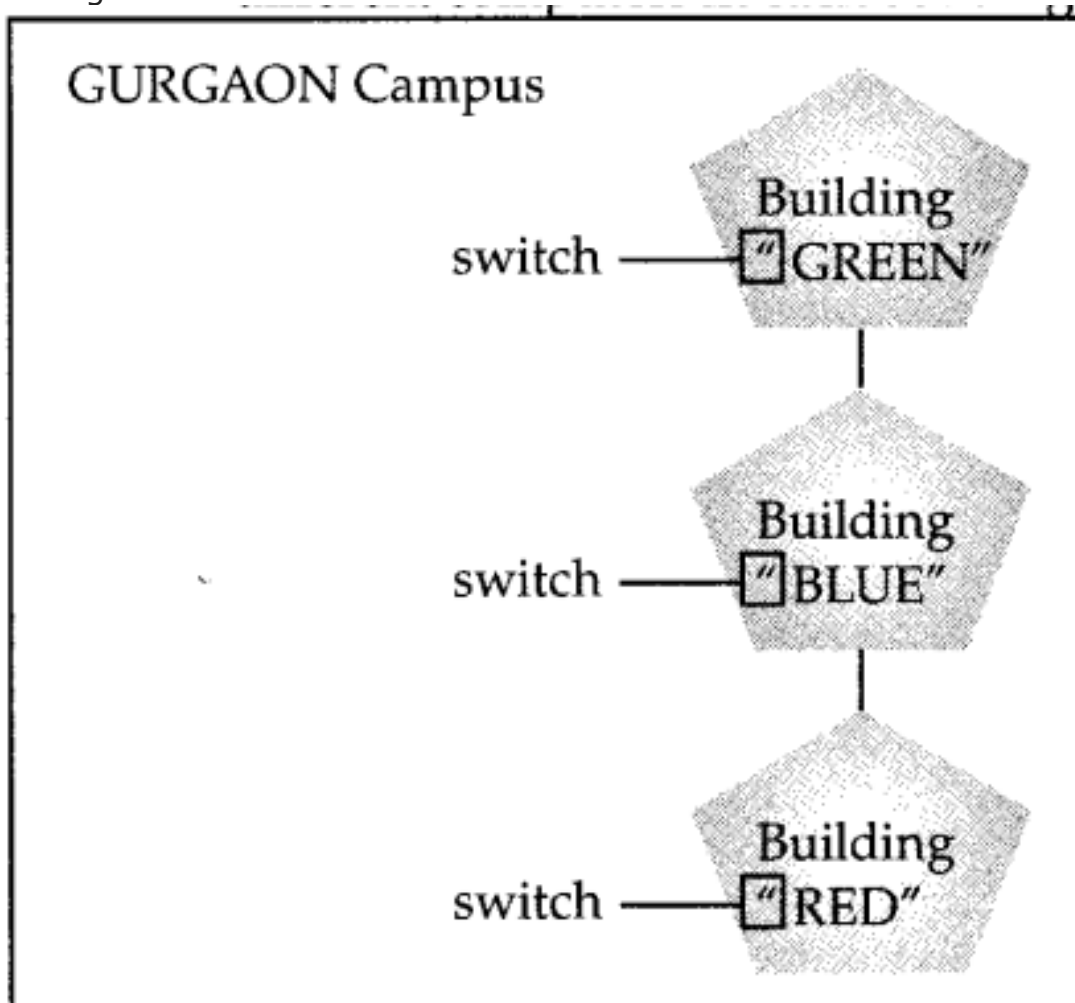 GURGAON Campus
Building
switch “GREEN”
Building
switch “BLUE”
Building
switch “RED”